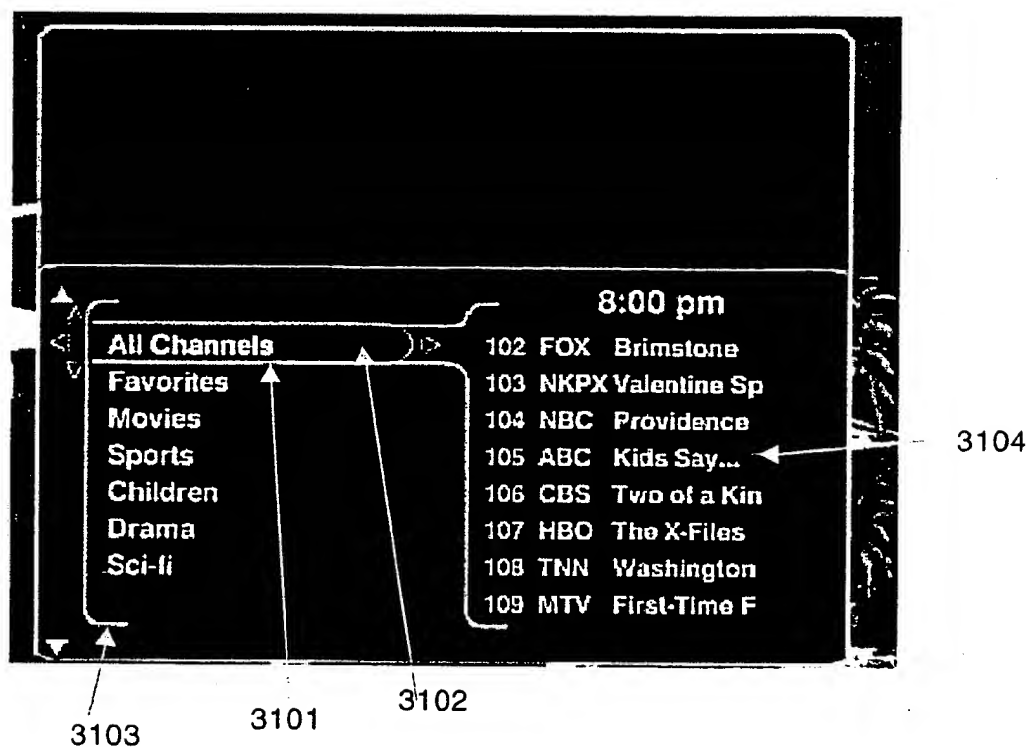 8:00 pm
All Channels
Favorites
Movies
Sports
Children
Drama
Sci-fi
102 FOX Brimstone
103 NKPX Valentine Sp
104 NBC Providence
105 ABC Kids Say...
106 CBS Two of a Kin
107 HBO The X-Files
108 TNN Washington
109 MTV First-Time F
3104
3103
3101
3102